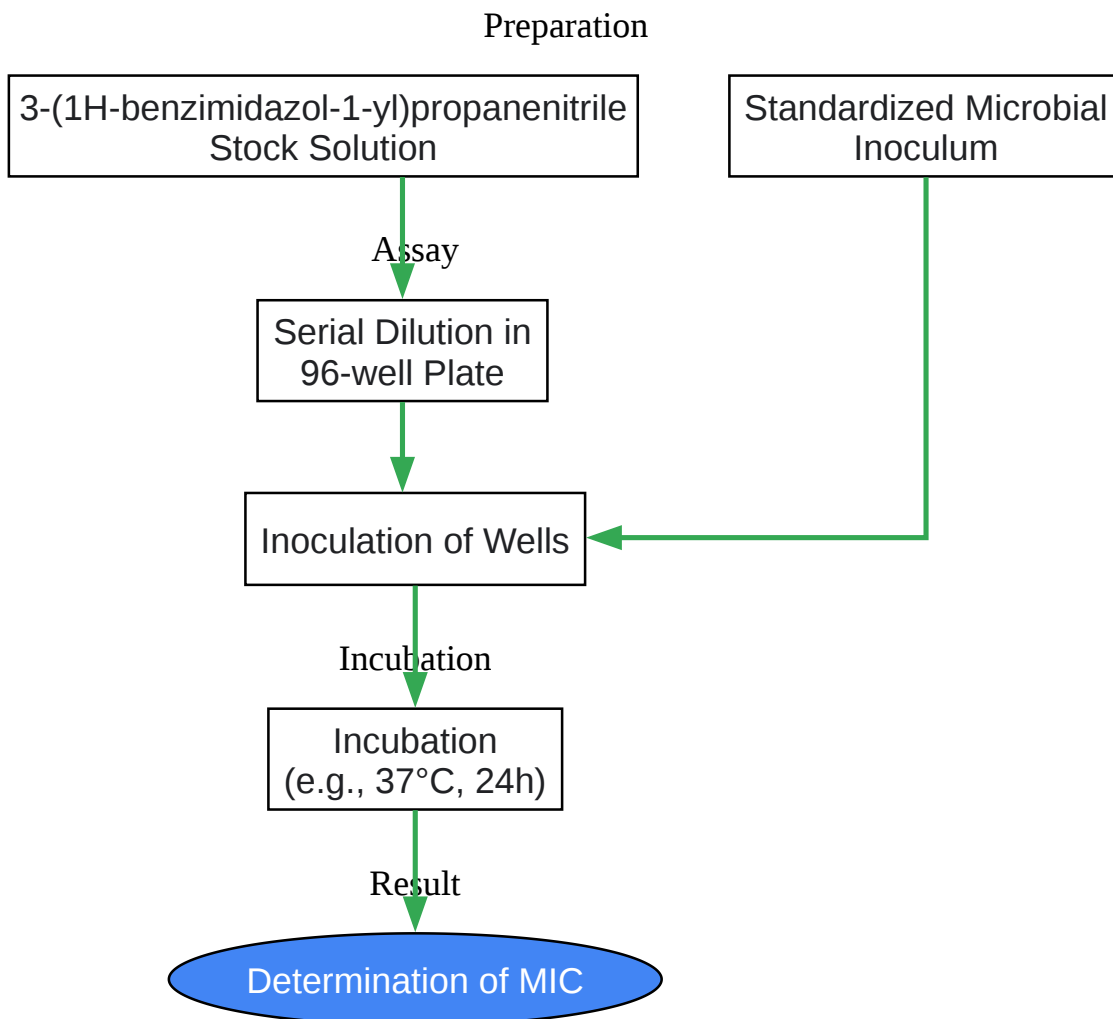 Preparation
3-(1H-benzimidazol-1-yl)propanenitrile
Stock Solution
Standardized Microbial
Inoculum
Assay
Serial Dilution in
96-well Plate
Inoculation of Wells
Incubation
Incubation
(e.g., 37°C, 24h)
Result
Determination of MIC